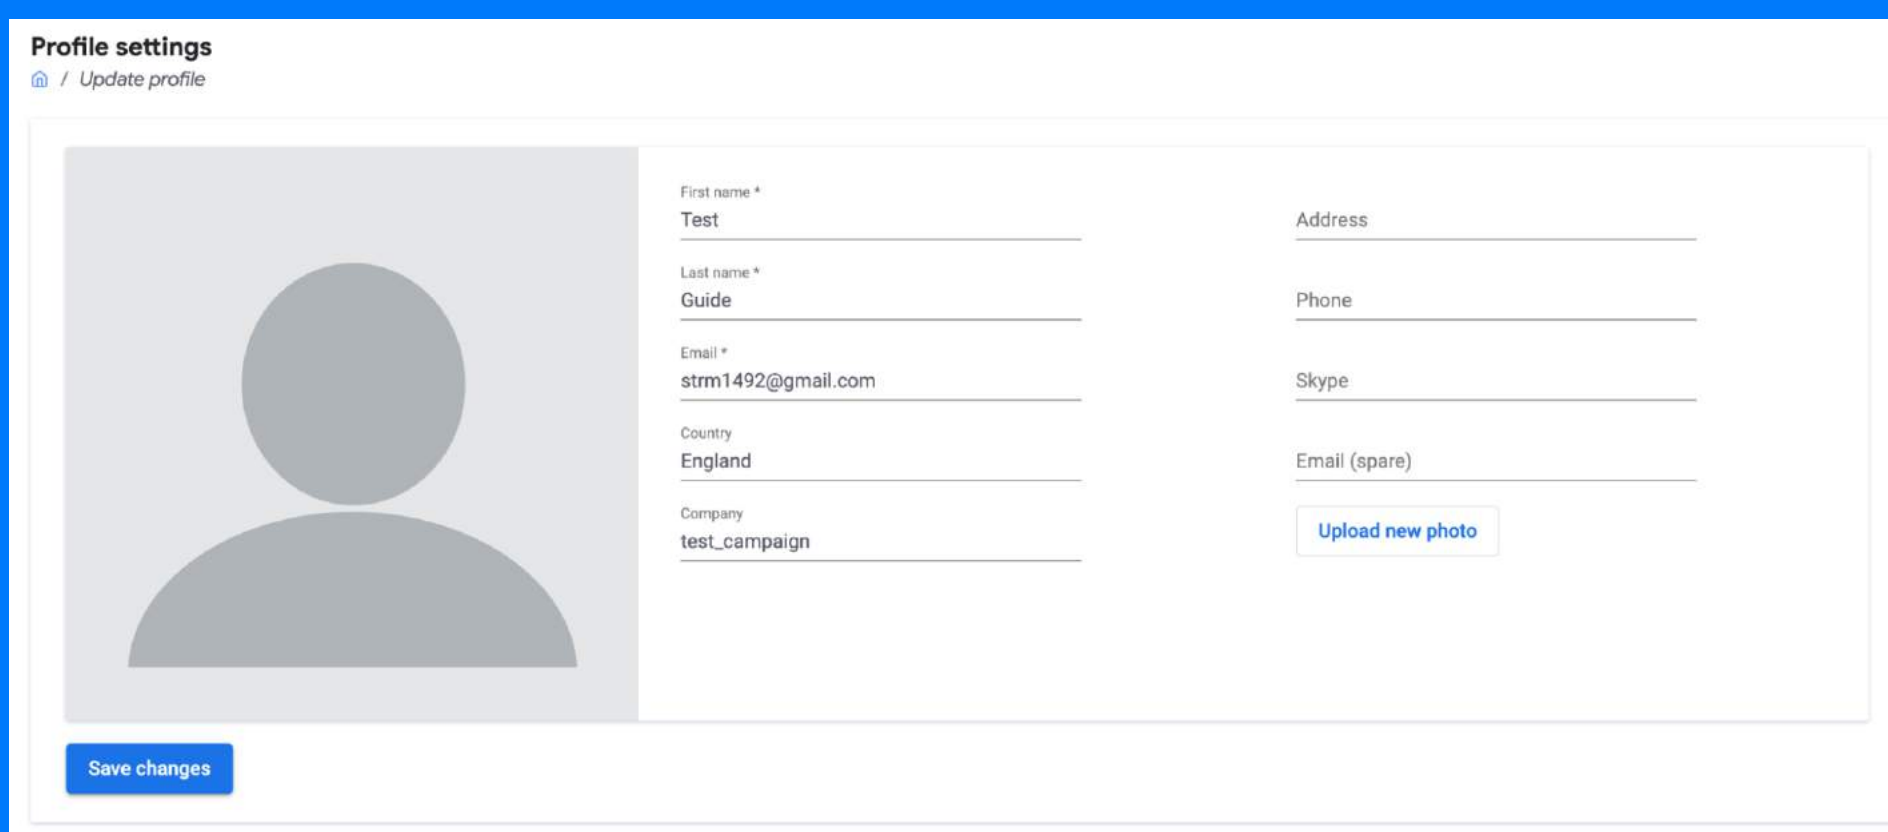 Profile settings
/ Update profile
First name *
Test
Last name *
Guide
Email *
strm1492@gmail.com
Country
England
Company
test_campaign
Address
Phone
Skype
Email (spare)
Upload new photo
Save changes